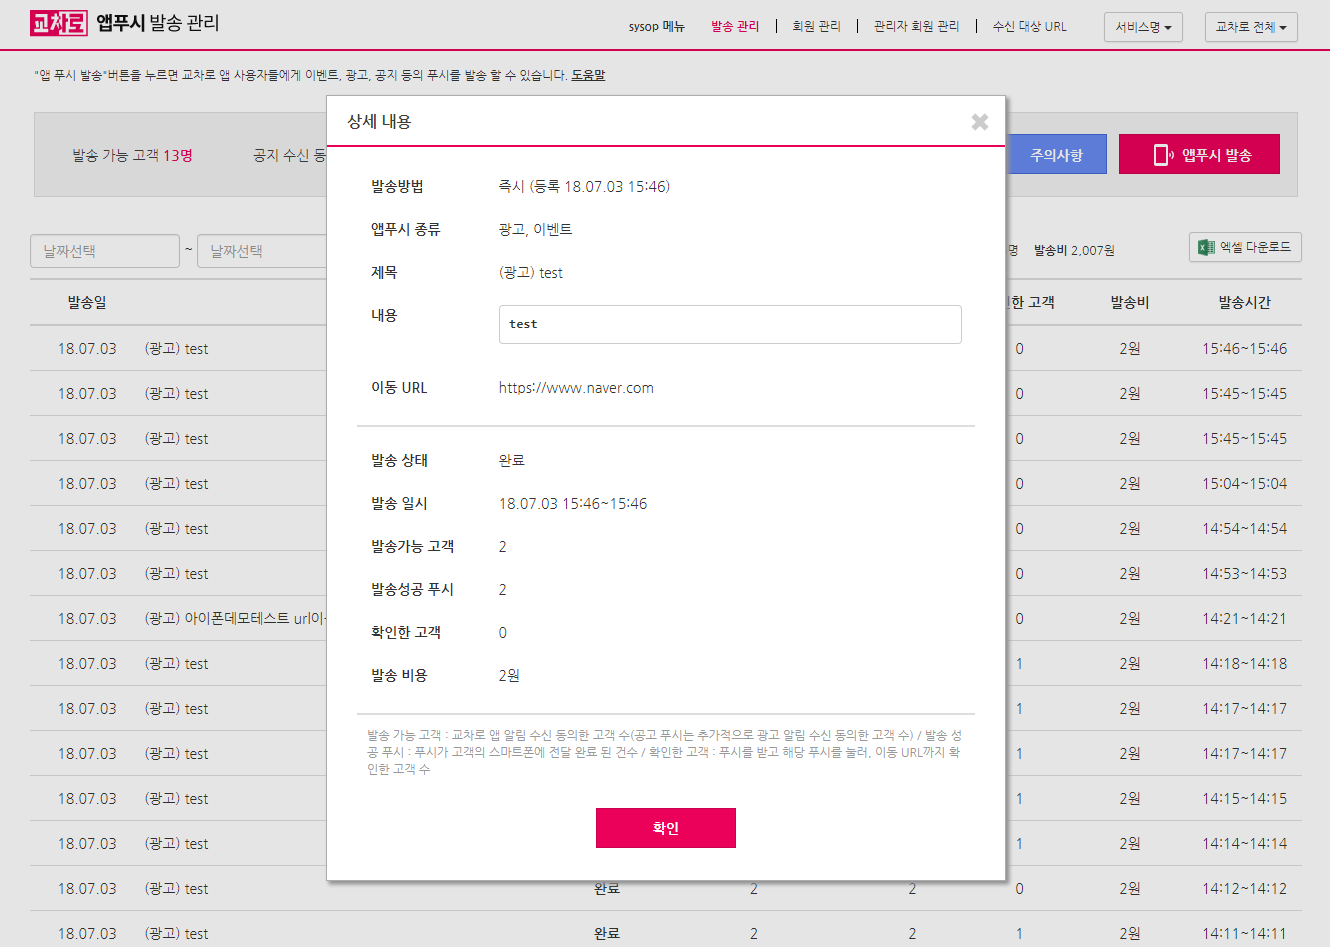 교차로 앱푸시 발송 관리
sysop 메뉴 발송 관리 회원 관리 관리자 회원 관리 수신 대상 URL 서비스명 교차로 전체
"앱 푸시 발송"버튼을 누르면 교차로 앱 사용자들에게 이벤트, 광고, 공지 등의 푸시를 발송 할 수 있습니다. 도움말
발송 가능 고객 13명 공지 수신 동
주의사항 앱푸시 발송
날짜선택 ~ 날짜선택
명 발송비 2,007원 엑셀 다운로드
상세 내용
발송방법 즉시 (등록 18.07.03 15:46)
앱푸시 종류 광고, 이벤트
제목 (광고) test
내용 test
이동 URL https://www.naver.com
발송 상태 완료
발송 일시 18.07.03 15:46~15:46
발송가능 고객 2
발송성공 푸시 2
확인한 고객 0
발송 비용 2원
발송 가능 고객 : 교차로 앱 알림 수신 동의한 고객 수(공고 푸시는 추가적으로 광고 알림 수신 동의한 고객 수) / 발송 성
공 푸시 : 푸시가 고객의 스마트폰에 전달 완료 된 건수 / 확인한 고객 : 푸시를 받고 해당 푸시를 눌러, 이동 URL까지 확
인한 고객 수
확인
발송일 한 고객 발송비 발송시간
18.07.03 (광고) test 0 2원 15:46~15:46
18.07.03 (광고) test 0 2원 15:45~15:45
18.07.03 (광고) test 0 2원 15:45~15:45
18.07.03 (광고) test 0 2원 15:04~15:04
18.07.03 (광고) test 0 2원 14:54~14:54
18.07.03 (광고) test 0 2원 14:53~14:53
18.07.03 (광고) 아이폰데모테스트 url이 0 2원 14:21~14:21
18.07.03 (광고) test 1 2원 14:18~14:18
18.07.03 (광고) test 1 2원 14:17~14:17
18.07.03 (광고) test 1 2원 14:17~14:17
18.07.03 (광고) test 1 2원 14:15~14:15
18.07.03 (광고) test 1 2원 14:14~14:14
18.07.03 (광고) test 완료 2 2 0 2원 14:12~14:12
18.07.03 (광고) test 완료 2 2 1 2원 14:11~14:11